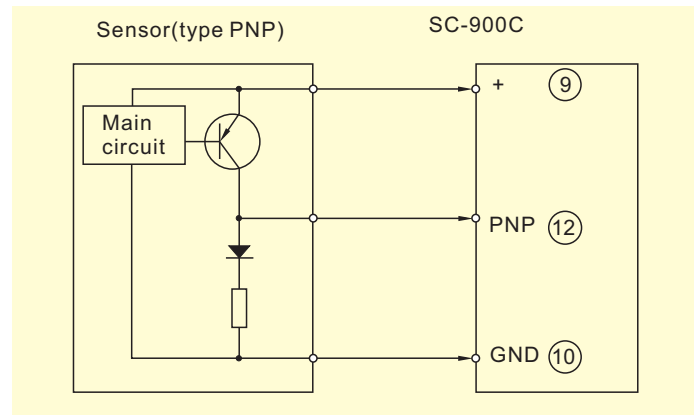 Sensor(type PNP)
SC-900C
+ 9
Main
circuit
PNP 12
GND 10